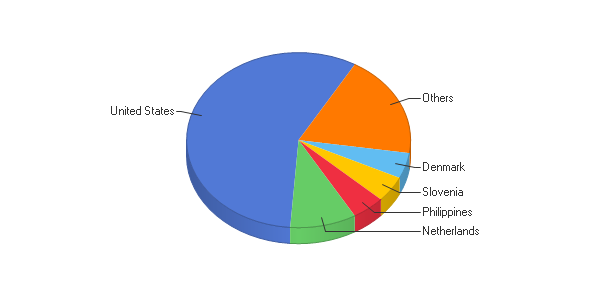 Others
United States
Denmark
Slovenia
Philippines
Netherlands